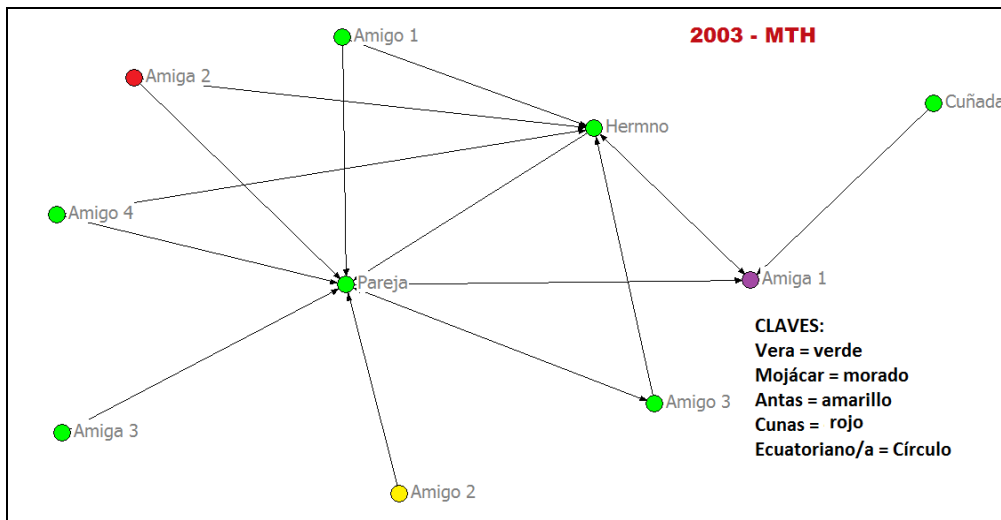 Amigo 1
2003 - MTH
Amiga 2
Cuñada
Hermno
Amigo 4
Pareja
Amiga 1
CLAVES:
Vera = verde
Mojácar = morado
Antas = amarillo
Cunas = rojo
Ecuatoriano/a = Círculo
Amigo 3
Amiga 3
Amigo 2